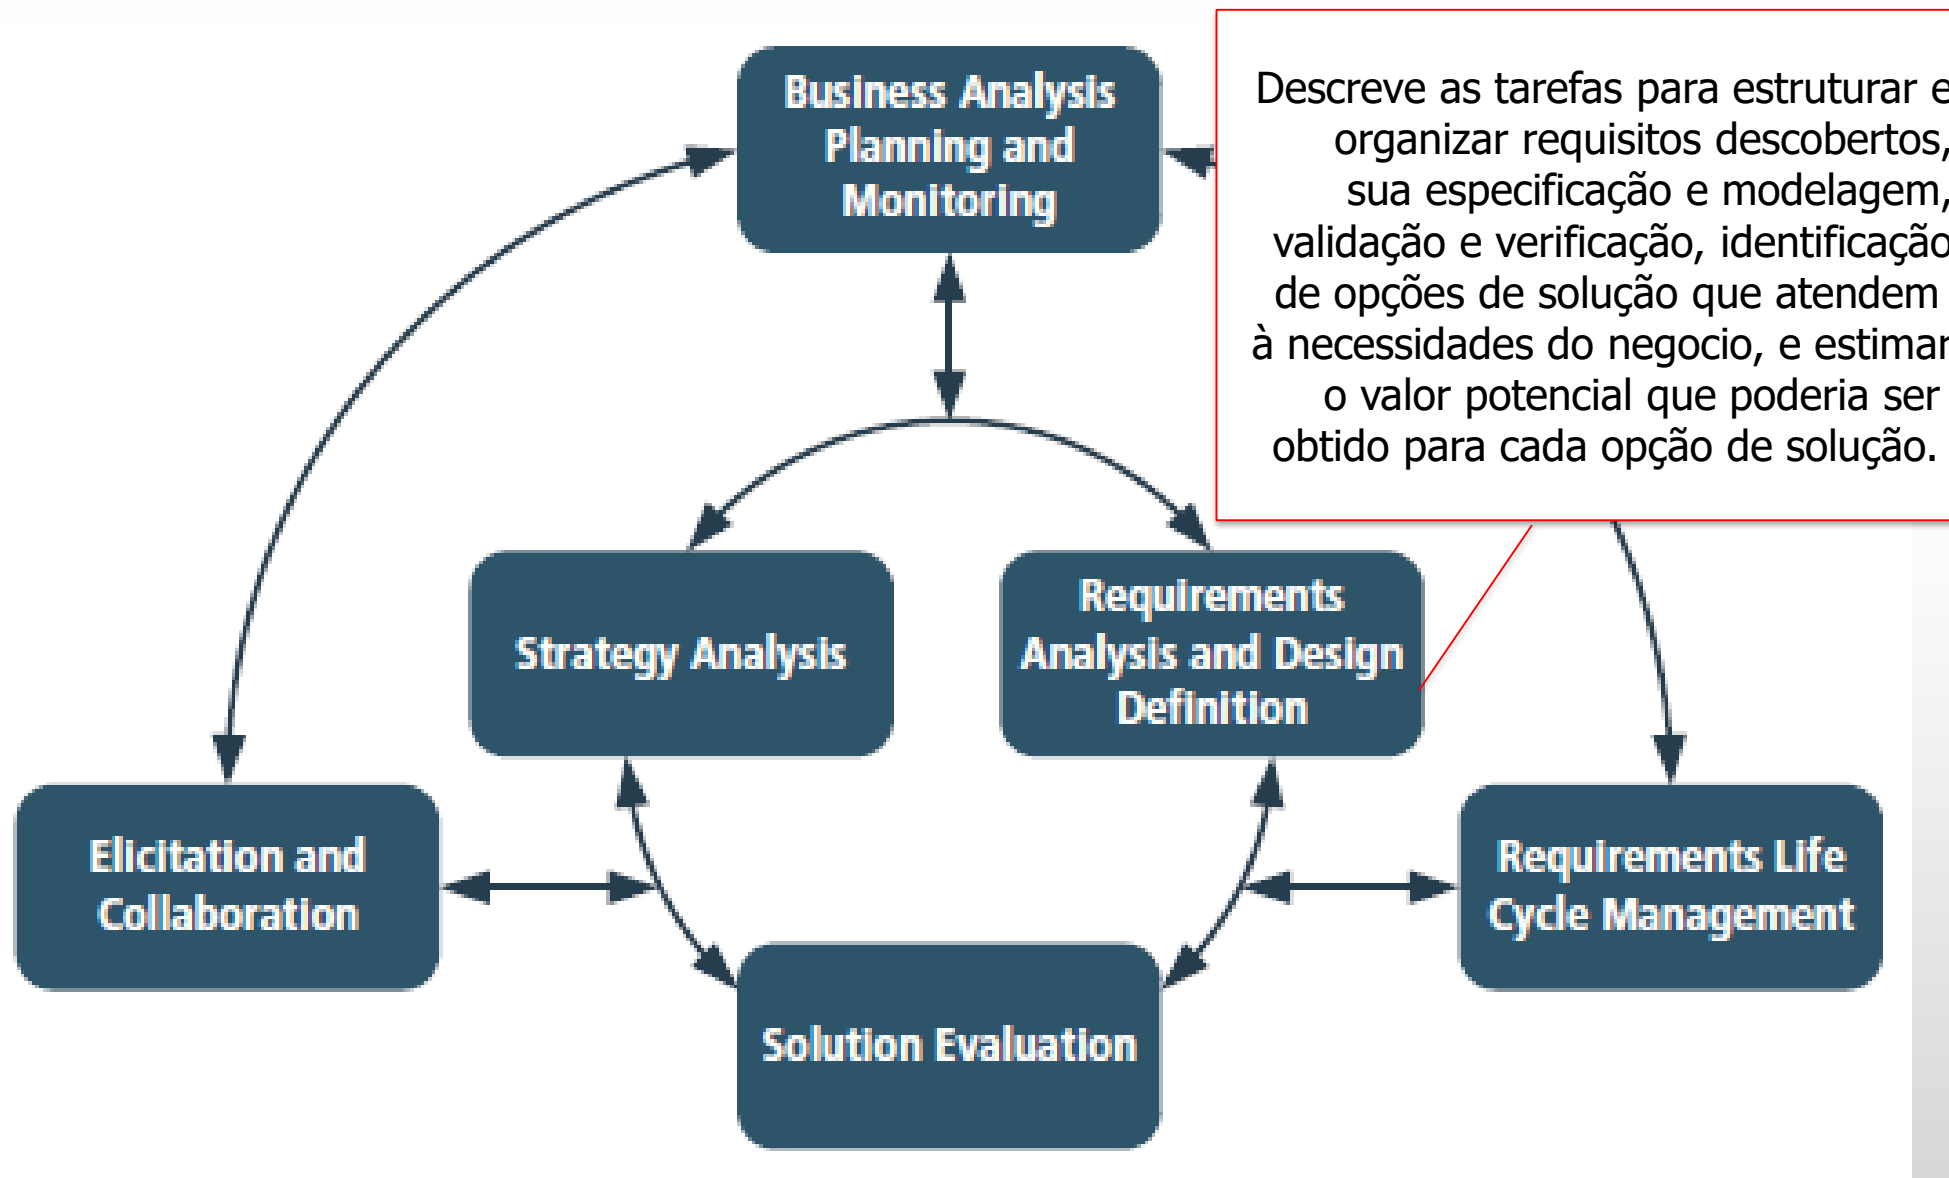 Business Analysis
Planning and
Monitoring
Descreve as tarefas para estruturar e
organizar requisitos descobertos,
sua especificação e modelagem,
validação e verificação, identificação
de opções de solução que atendem
à necessidades do negocio, e estimar
o valor potencial que poderia ser
obtido para cada opção de solução.
Strategy Analysis
Requirements
Analysis and Design
Definition
Elicitation and
Collaboration
Requirements Life
Cycle Management
Solution Evaluation